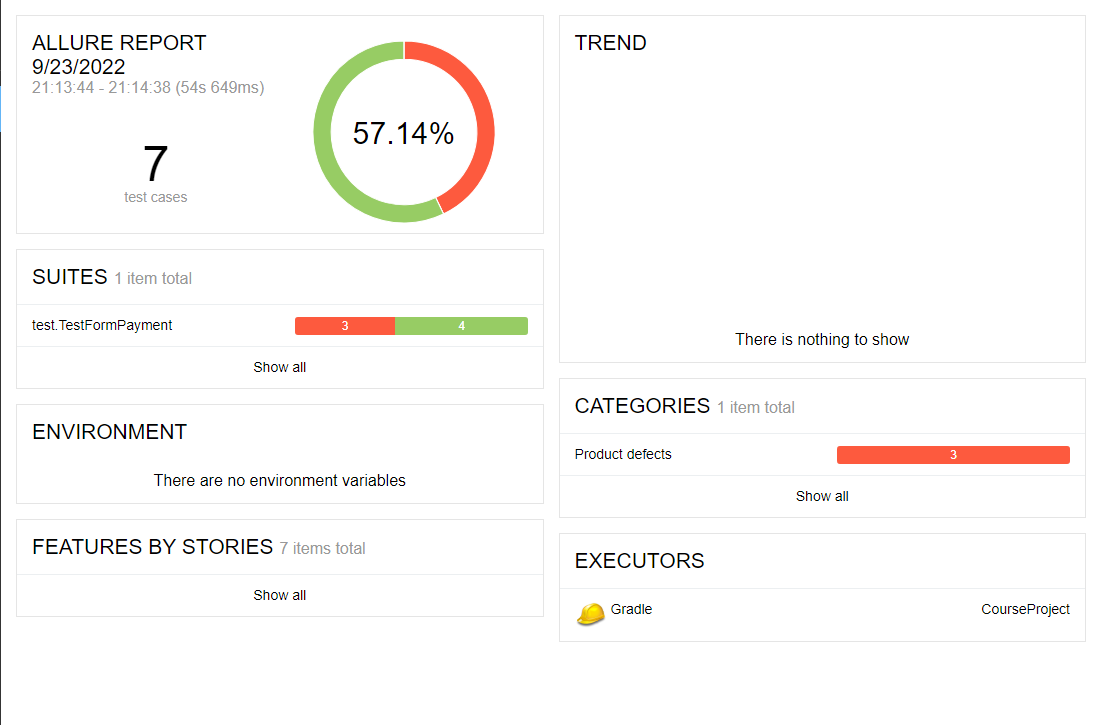 ALLURE REPORT
9/23/2022
21:13:44 - 21:14:38 (54s 649ms)
7
test cases
57.14%
SUITES 1 item total
test.TestFormPayment 3 4
Show all
ENVIRONMENT
There are no environment variables
FEATURES BY STORIES 7 items total
Show all
TREND
There is nothing to show
CATEGORIES 1 item total
Product defects 3
Show all
EXECUTORS
Gradle CourseProject